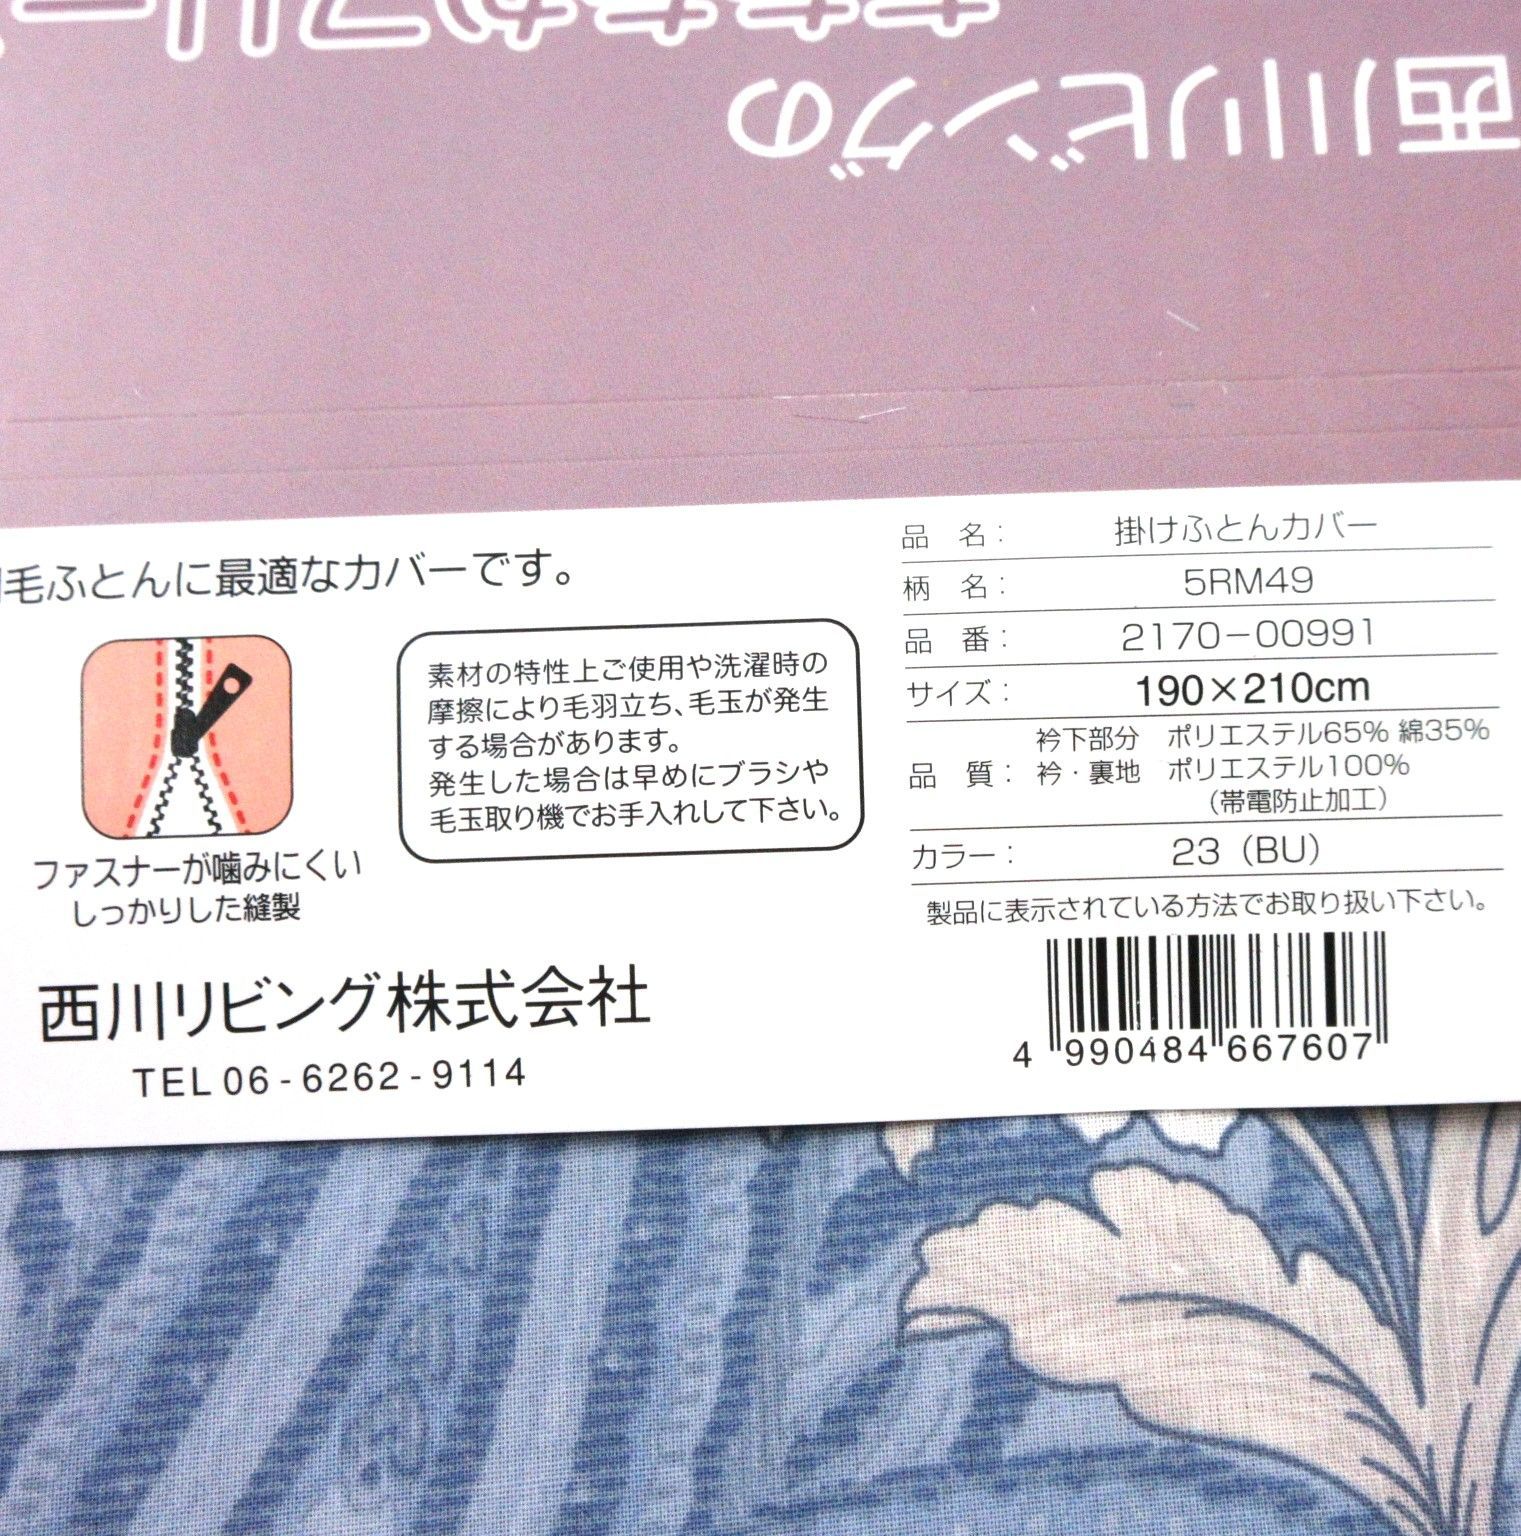 西川リビングの
毛ふとんに最適なカバーです。
ファスナーが噛みにくい
しっかりした縫製
素材の特性上ご使用や洗濯時の
摩擦により毛羽立ち、毛玉が発生
する場合があります。
発生した場合は早めにブラシや
毛玉取り機でお手入れして下さい。
西川リビング株式会社
TEL 06-6262-9114
品 名： 掛けふとんカバー
柄 名： 5RM49
品 番： 2170-00991
サイズ： 190×210cm
衿下部分 ポリエステル65% 綿35%
品 質： 衿・裏地 ポリエステル100%
（帯電防止加工）
カラー： 23（BU）
製品に表示されている方法でお取り扱い下さい。
4 990484 667607